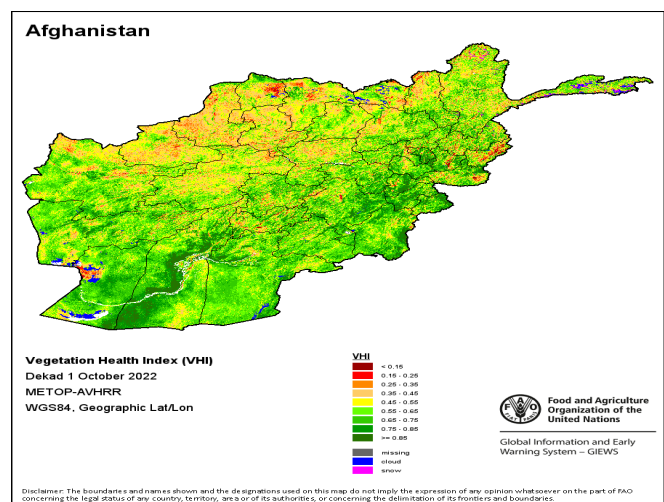 Afghanistan
Vegetation Health Index (VHI)
Dekad 1 October 2022
METOP-AVHRR
WGS84, Geographic Lat/Lon
VHI
< 0.15
0.15 - 0.25
0.25 - 0.35
0.35 - 0.45
0.45 - 0.55
0.55 - 0.65
0.65 - 0.75
0.75 - 0.85
>= 0.85
missing
cloud
snow
FAO
FIAT PANIS
Food and Agriculture
Organization of the
United Nations
Global Information and Early
Warning System – GIEWS
Disclaimer: The boundaries and names shown and the designations used on this map do not imply the expression of any opinion whatsoever on the part of FAO
concerning the legal status of any country, territory, area or of its authorities, or concerning the delimitation of its frontiers and boundaries.